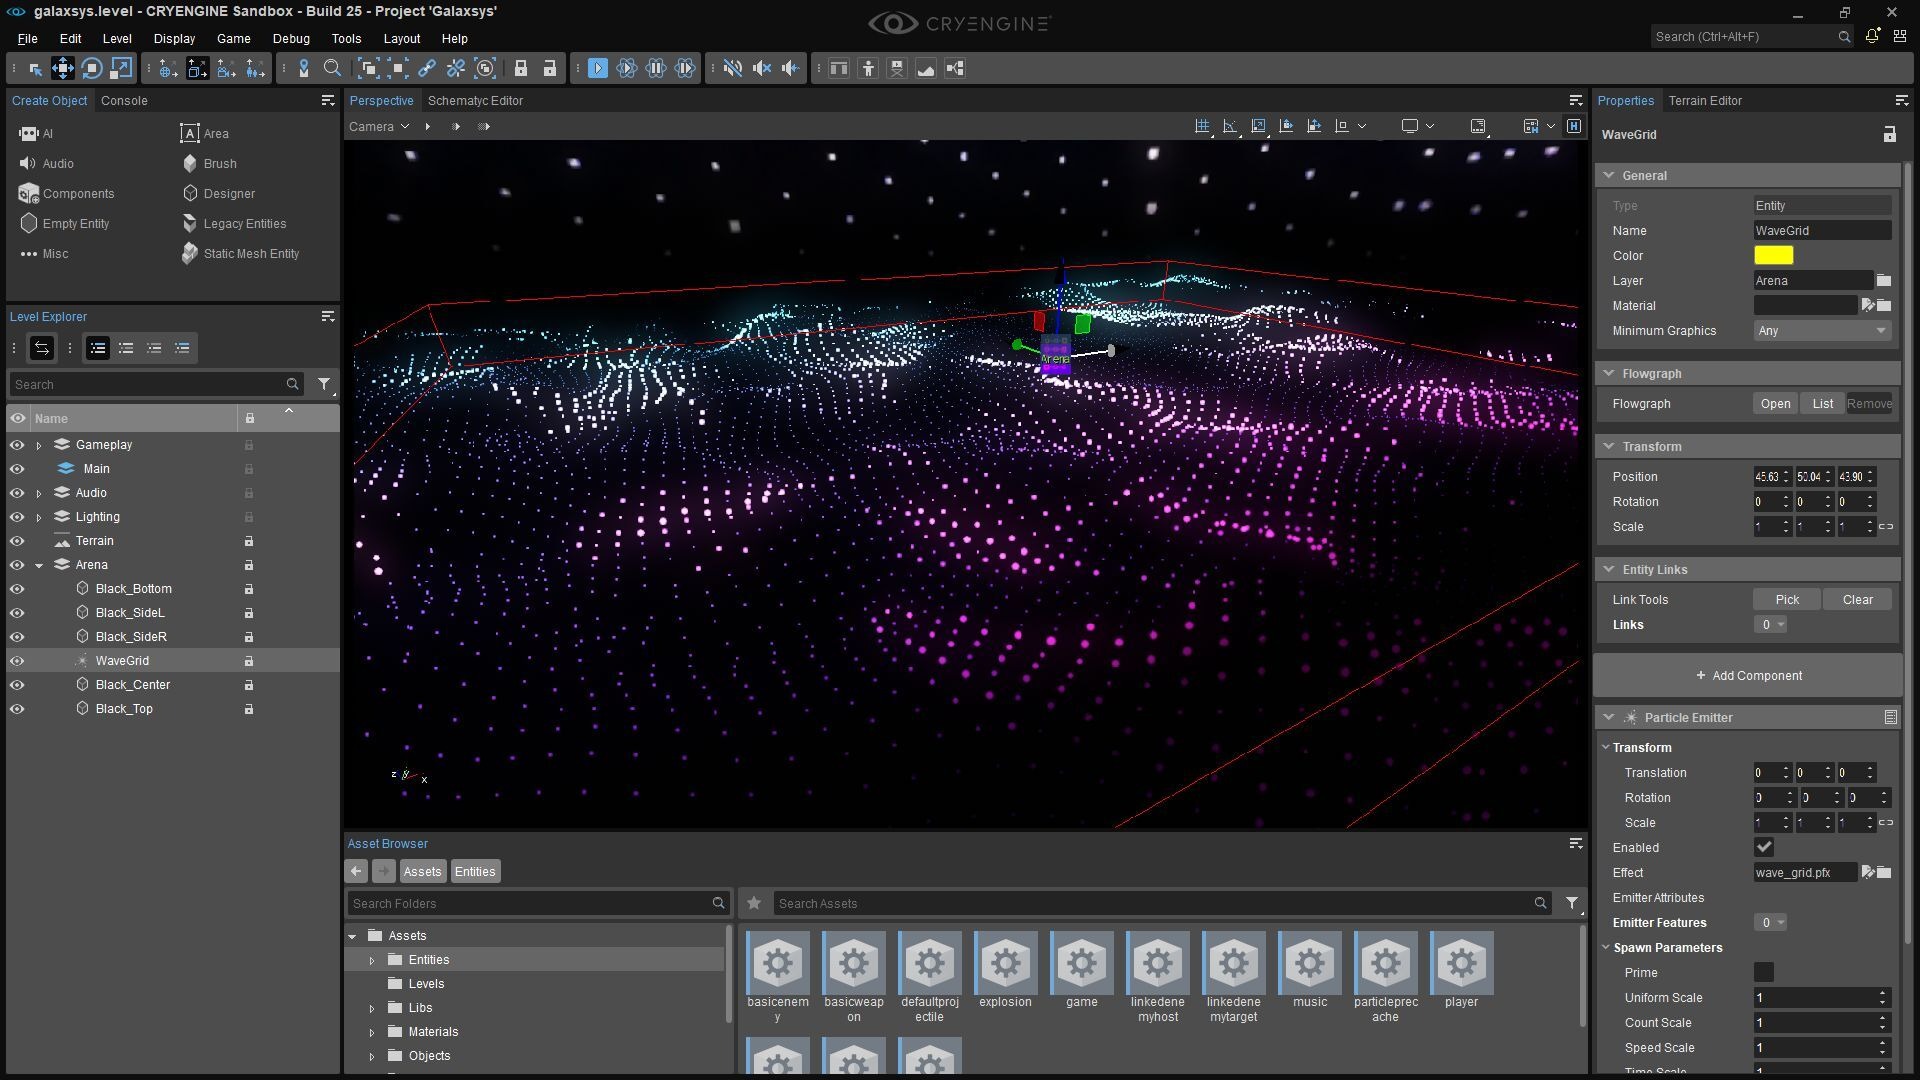 galaxsys.level - CRYENGINE Sandbox - Build 25 - Project 'Galaxsys'
CRYENGINE
File Edit Level Display Game Debug Tools Layout Help
Search (Ctrl+Alt+F)
Create Object Console
AI Area
Audio Brush
Components Designer
Empty Entity Legacy Entities
Misc Static Mesh Entity
Level Explorer
Search
Name
Gameplay
Main
Audio
Lighting
Terrain
Arena
Black_Bottom
Black_SideL
Black_SideR
WaveGrid
Black_Center
Black_Top
Perspective Schematyc Editor
Camera
Arena
z y x
Asset Browser
Assets Entities
Search Folders
Search Assets
Assets
Entities
Levels
Libs
Materials
Objects
basicenemy
basicweapon
defaultprojectile
explosion
game
linkedenemyhost
linkedenemytarget
music
particleprecache
player
Properties Terrain Editor
WaveGrid
General
Type Entity
Name WaveGrid
Color
Layer Arena
Material
Minimum Graphics Any
Flowgraph
Flowgraph Open List Remove
Transform
Position 45.63 50.04 43.90
Rotation 0 0 0
Scale 1 1 1
Entity Links
Link Tools Pick Clear
Links 0
+ Add Component
Particle Emitter
Transform
Translation 0 0 0
Rotation 0 0 0
Scale 1 1 1
Enabled
Effect wave_grid.pfx
Emitter Attributes
Emitter Features 0
Spawn Parameters
Prime
Uniform Scale 1
Count Scale 1
Speed Scale 1
Time Scale 1